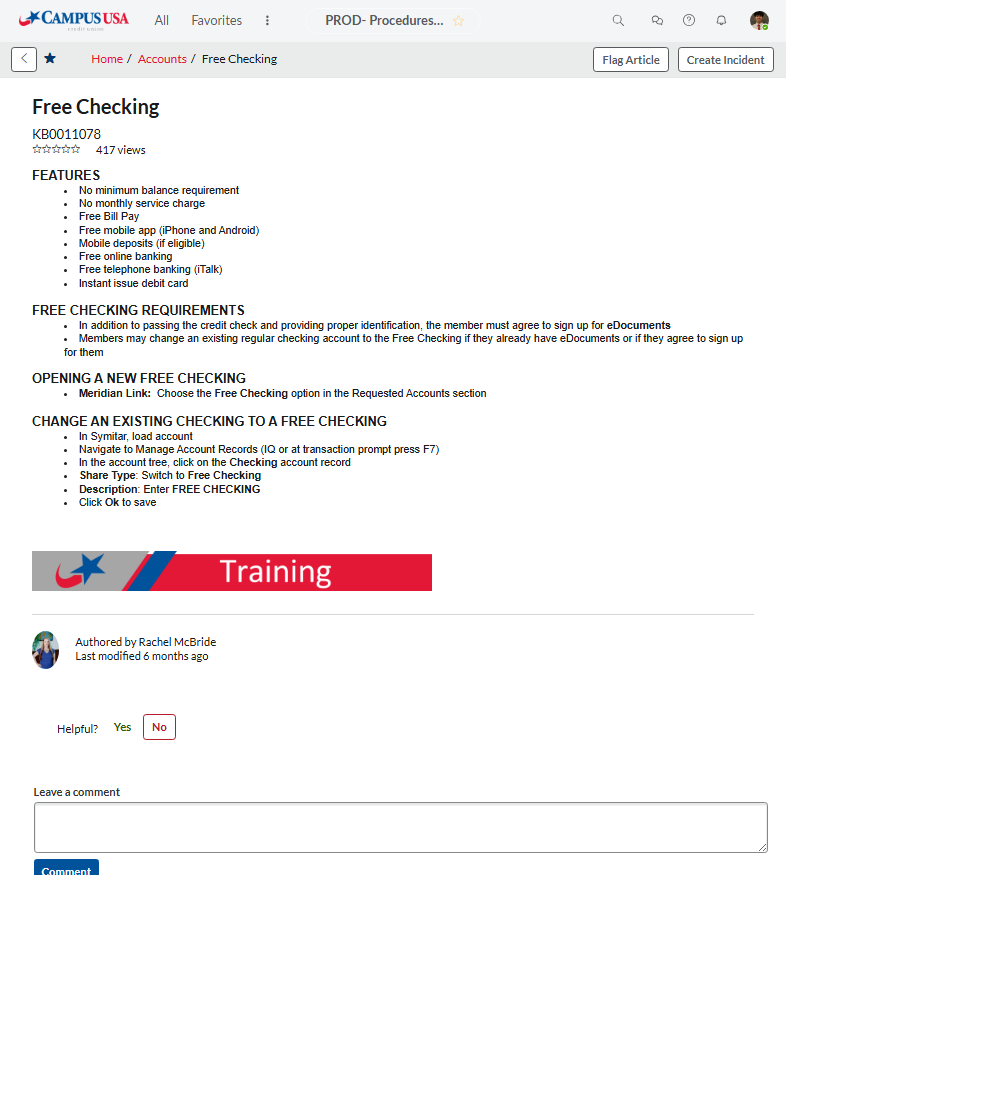 CAMPUS USA
credit union
All Favorites PROD- Procedures...
Home / Accounts / Free Checking
Flag Article Create Incident
Free Checking
KB0011078
417 views
FEATURES
• No minimum balance requirement
• No monthly service charge
• Free Bill Pay
• Free mobile app (iPhone and Android)
• Mobile deposits (if eligible)
• Free online banking
• Free telephone banking (iTalk)
• Instant issue debit card
FREE CHECKING REQUIREMENTS
• In addition to passing the credit check and providing proper identification, the member must agree to sign up for eDocuments
• Members may change an existing regular checking account to the Free Checking if they already have eDocuments or if they agree to sign up
for them
OPENING A NEW FREE CHECKING
• Meridian Link: Choose the Free Checking option in the Requested Accounts section
CHANGE AN EXISTING CHECKING TO A FREE CHECKING
• In Symitar, load account
• Navigate to Manage Account Records (IQ or at transaction prompt press F7)
• In the account tree, click on the Checking account record
• Share Type: Switch to Free Checking
• Description: Enter FREE CHECKING
• Click Ok to save
Training
Authored by Rachel McBride
Last modified 6 months ago
Helpful? Yes No
Leave a comment
Comment